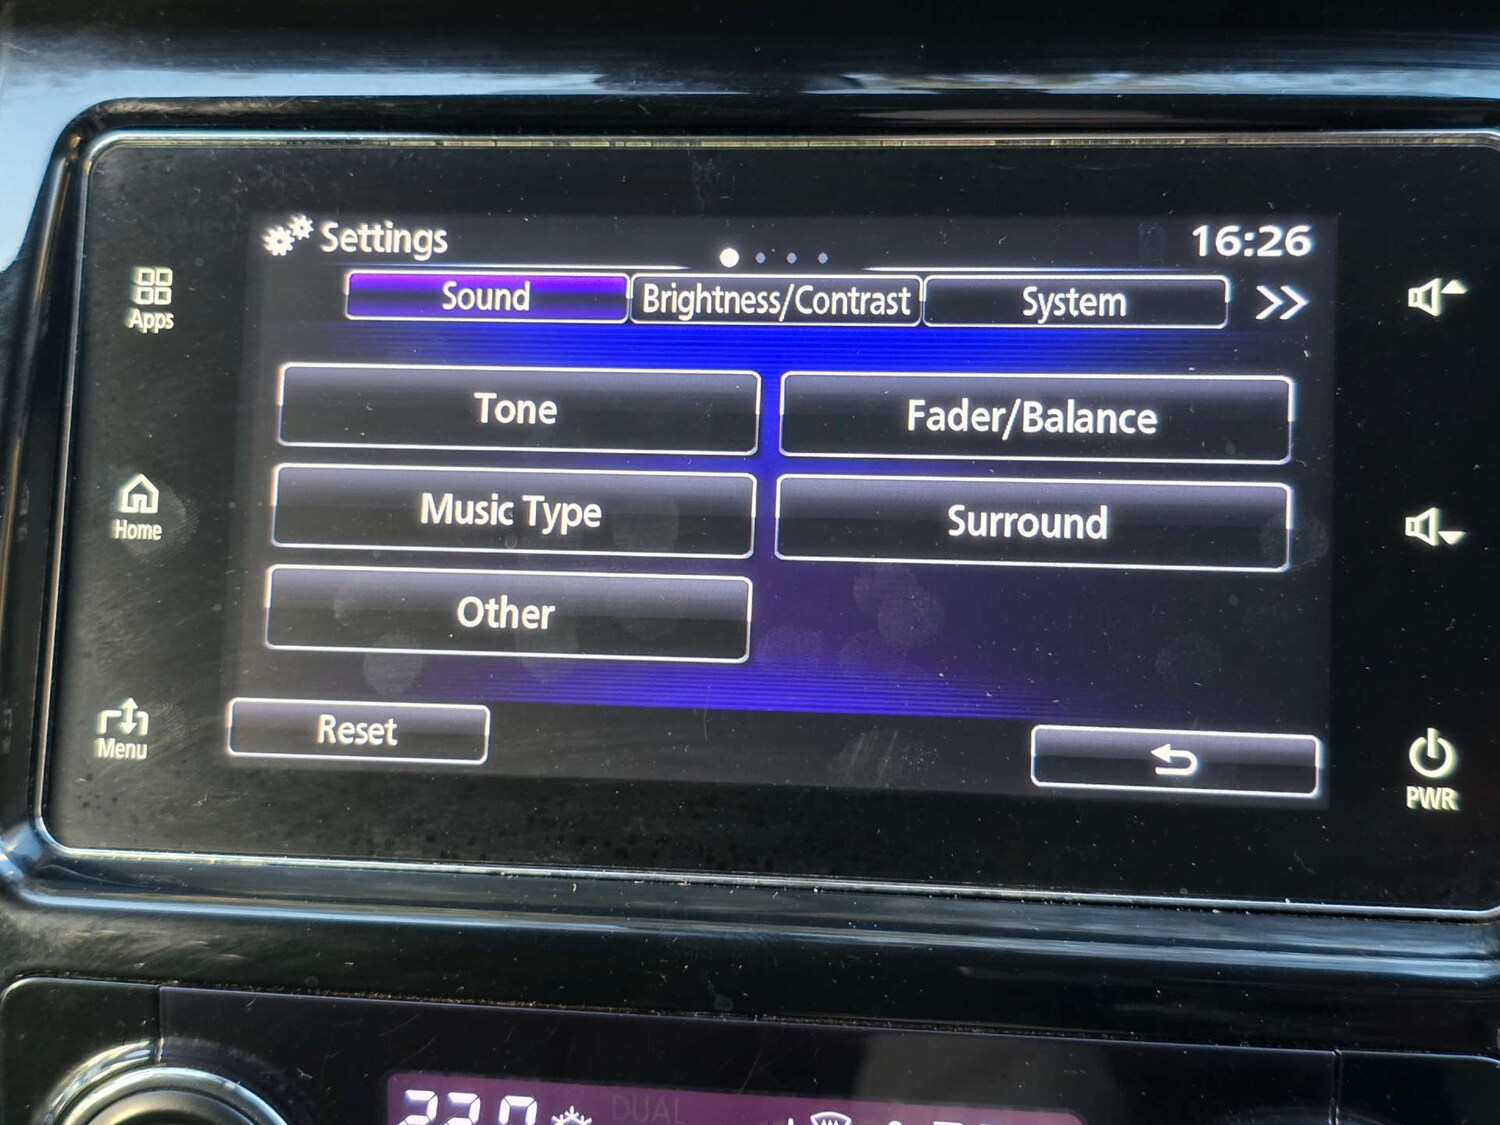 Settings
16:26
Sound
Brightness/Contrast
System
Apps
Tone
Fader/Balance
Music Type
Surround
Home
Other
Reset
Menu
PWR
DUAL